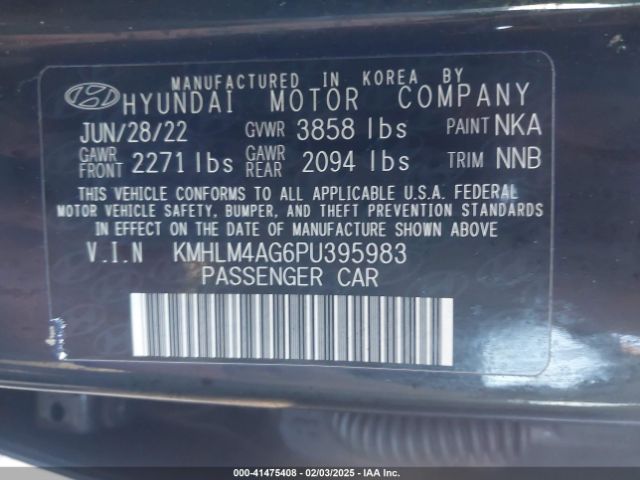 MANUFACTURED IN KOREA BY
HYUNDAI MOTOR COMPANY
JUN/28/22 GVWR 3858 lbs PAINT NKA
GAWR FRONT 2271 lbs GAWR REAR 2094 lbs TRIM NNB
THIS VEHICLE CONFORMS TO ALL APPLICABLE U.S.A. FEDERAL
MOTOR VEHICLE SAFETY, BUMPER, AND THEFT PREVENTION STANDARDS
IN EFFECT ON THE DATE OF MANUFACTURE SHOWN ABOVE
V.I.N KMHLM4AG6PU395983
PASSENGER CAR
000-41475408 - 02/03/2025 - IAA Inc.